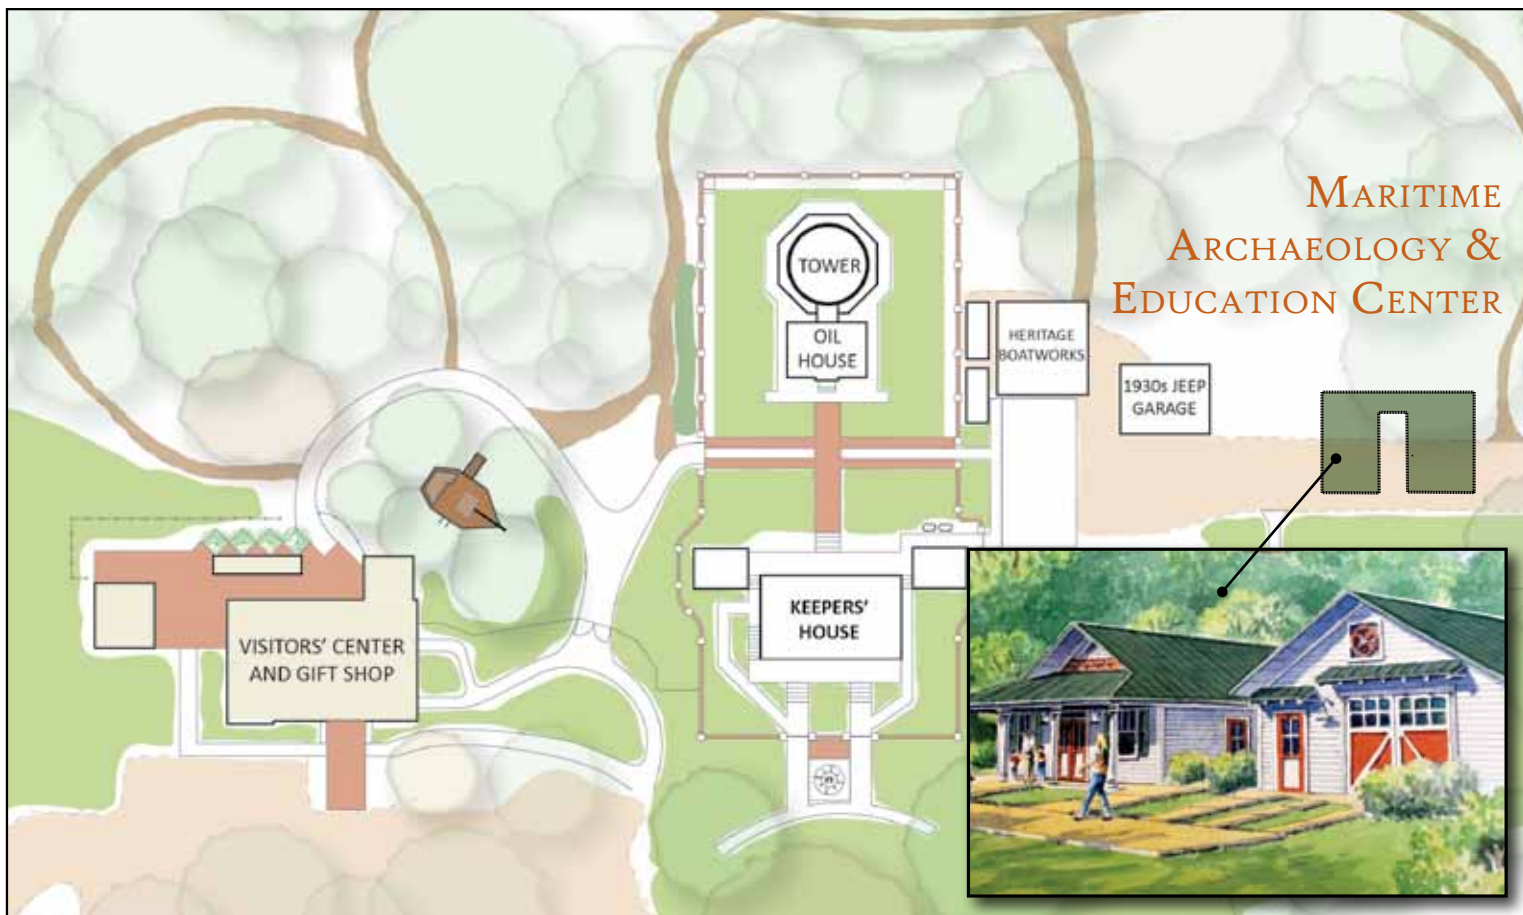 MARITIME
ARCHAEOLOGY &
EDUCATION CENTER
TOWER
OIL
HOUSE
HERITAGE
BOATWORKS
1930s JEEP
GARAGE
KEEPERS'
HOUSE
VISITORS' CENTER
AND GIFT SHOP